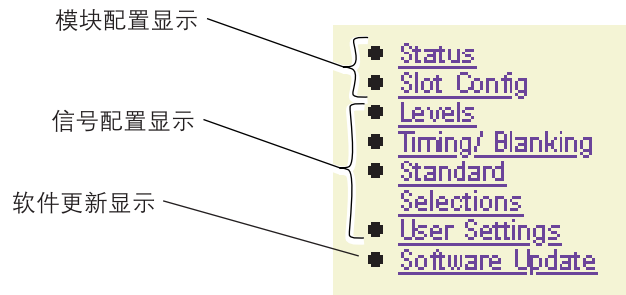 模块配置显示
信号配置显示
软件更新显示
Status
Slot Config
Levels
Timing/ Blanking
Standard
Selections
User Settings
Software Update